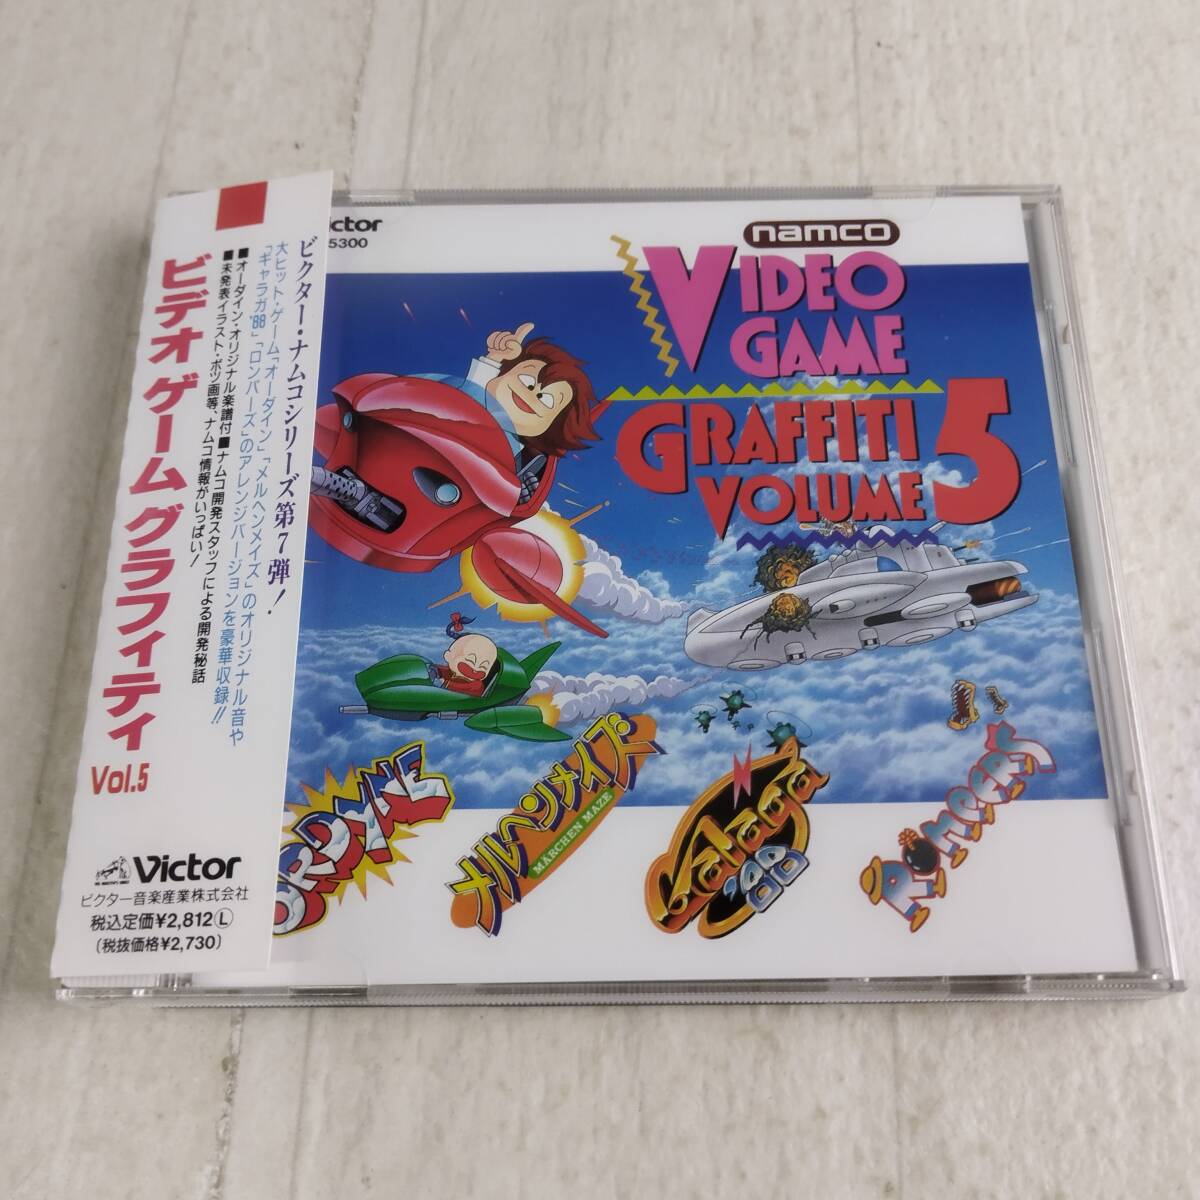 ビデオ ゲーム グラフィティ
Vol.5
ビクター・ナムコシリーズ第7弾!
大ヒット・ゲーム「オーダイン」「メルヘンメイズ」のオリジナル音や
「ギャラガ'88」「ロンパーズ」のアレンジバージョンを豪華収録!!
■オーダイン・オリジナル楽譜付■ナムコ開発スタッフによる開発秘話
■未発表イラスト・ボツ画等、ナムコ情報がいっぱい!
Victor
ビクター音楽産業株式会社
税込定価¥2,812Ⓛ
(税抜価格¥2,730)
ictor
5300
namco
VIDEO
GAME
GRAFFITI
VOLUME 5
ORDYNE
メルヘンメイズ
MÄRCHEN MAZE
Galaga
'88
ROMPERS